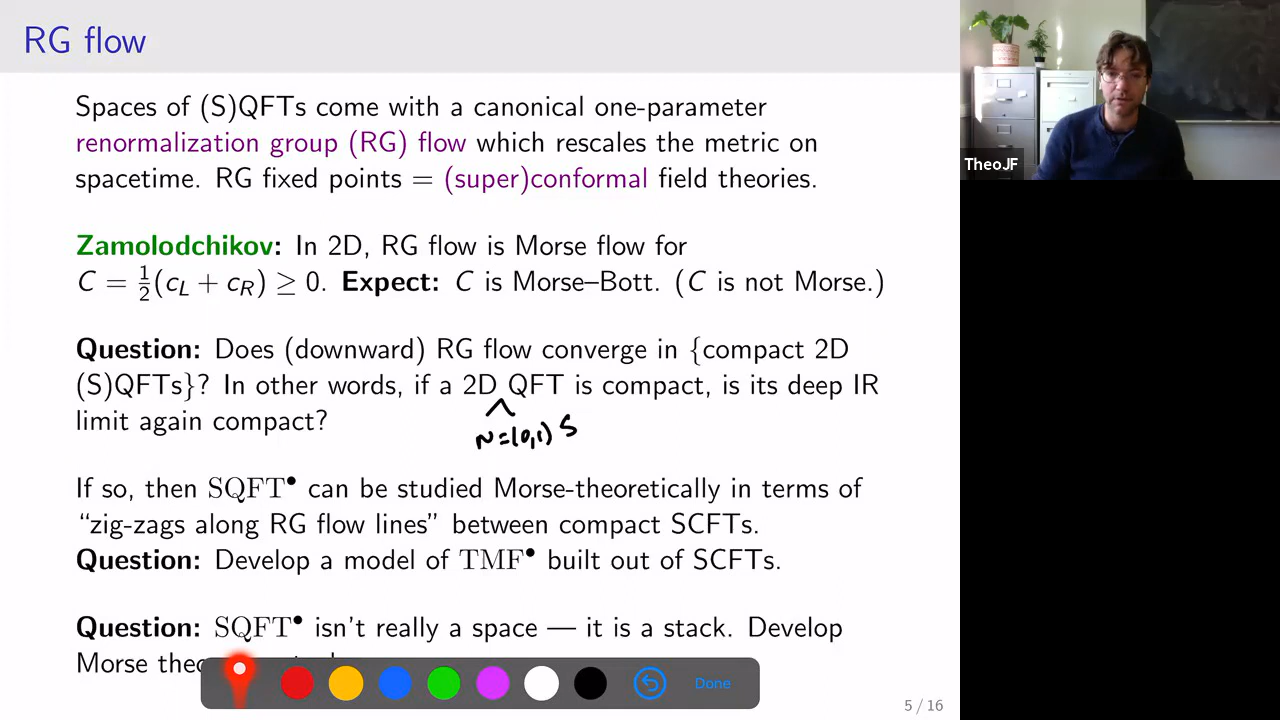 RG flow
Spaces of (S)QFTs come with a canonical one-parameter
renormalization group (RG) flow which rescales the metric on
spacetime. RG fixed points = (super)conformal field theories.
Zamolodchikov: In 2D, RG flow is Morse flow for
C = ½(c_L + c_R) ≥ 0. Expect: C is Morse–Bott. (C is not Morse.)
Question: Does (downward) RG flow converge in {compact 2D
(S)QFTs}? In other words, if a 2D QFT is compact, is its deep IR
limit again compact?
N=(0,1) S
If so, then SQFT• can be studied Morse-theoretically in terms of
“zig-zags along RG flow lines” between compact SCFTs.
Question: Develop a model of TMF• built out of SCFTs.
Question: SQFT• isn't really a space — it is a stack. Develop
Morse
Done
5 / 16
TheoJF